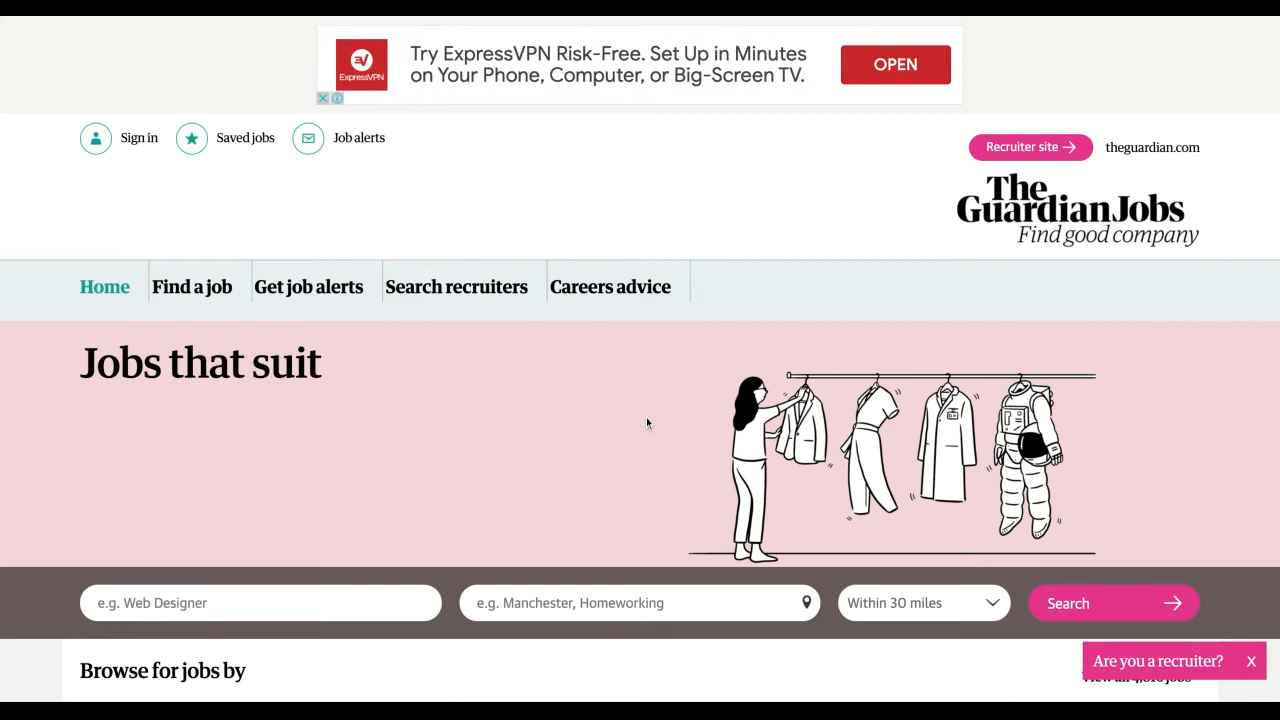 Try ExpressVPN Risk-Free. Set Up in Minutes
on Your Phone, Computer, or Big-Screen TV.
ExpressVPN
OPEN
Sign in
Saved jobs
Job alerts
Recruiter site
theguardian.com
The
Guardian Jobs
Find good company
Home
Find a job
Get job alerts
Search recruiters
Careers advice
Jobs that suit
e.g. Web Designer
e.g. Manchester, Homeworking
Within 30 miles
Search
Browse for jobs by
Are you a recruiter? X